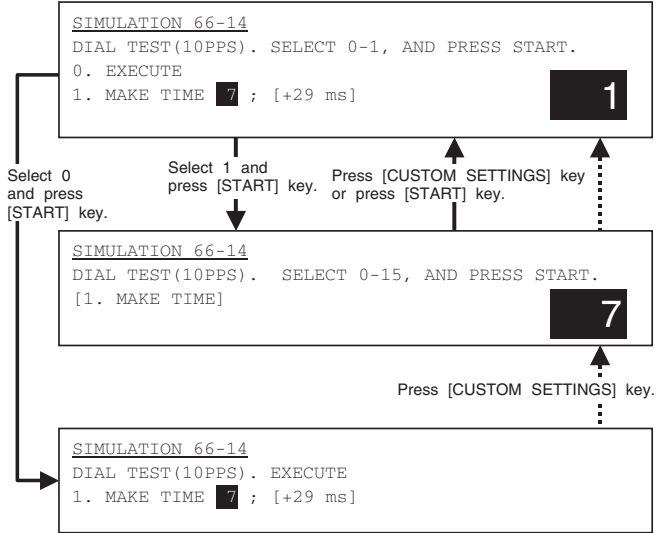 SIMULATION 66-14
DIAL TEST(10PPS). SELECT 0-1, AND PRESS START.
0. EXECUTE
1. MAKE TIME 7 ; [+29 ms]
1
Select 0
and press
[START] key.
Select 1 and
press [START] key.
Press [CUSTOM SETTINGS] key
or press [START] key.
SIMULATION 66-14
DIAL TEST(10PPS). SELECT 0-15, AND PRESS START.
[1. MAKE TIME]
7
Press [CUSTOM SETTINGS] key.
SIMULATION 66-14
DIAL TEST(10PPS). EXECUTE
1. MAKE TIME 7 ; [+29 ms]